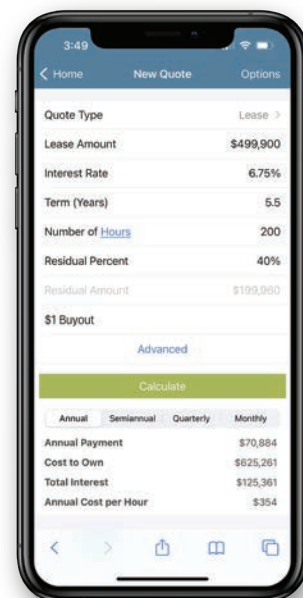 3:49
Home New Quote Options
Quote Type Lease
Lease Amount $499,900
Interest Rate 6.75%
Term (Years) 5.5
Number of Hours 200
Residual Percent 40%
Residual Amount $199,960
$1 Buyout
Advanced
Calculate
Annual Semiannual Quarterly Monthly
Annual Payment $70,884
Cost to Own $625,261
Total Interest $125,361
Annual Cost per Hour $354